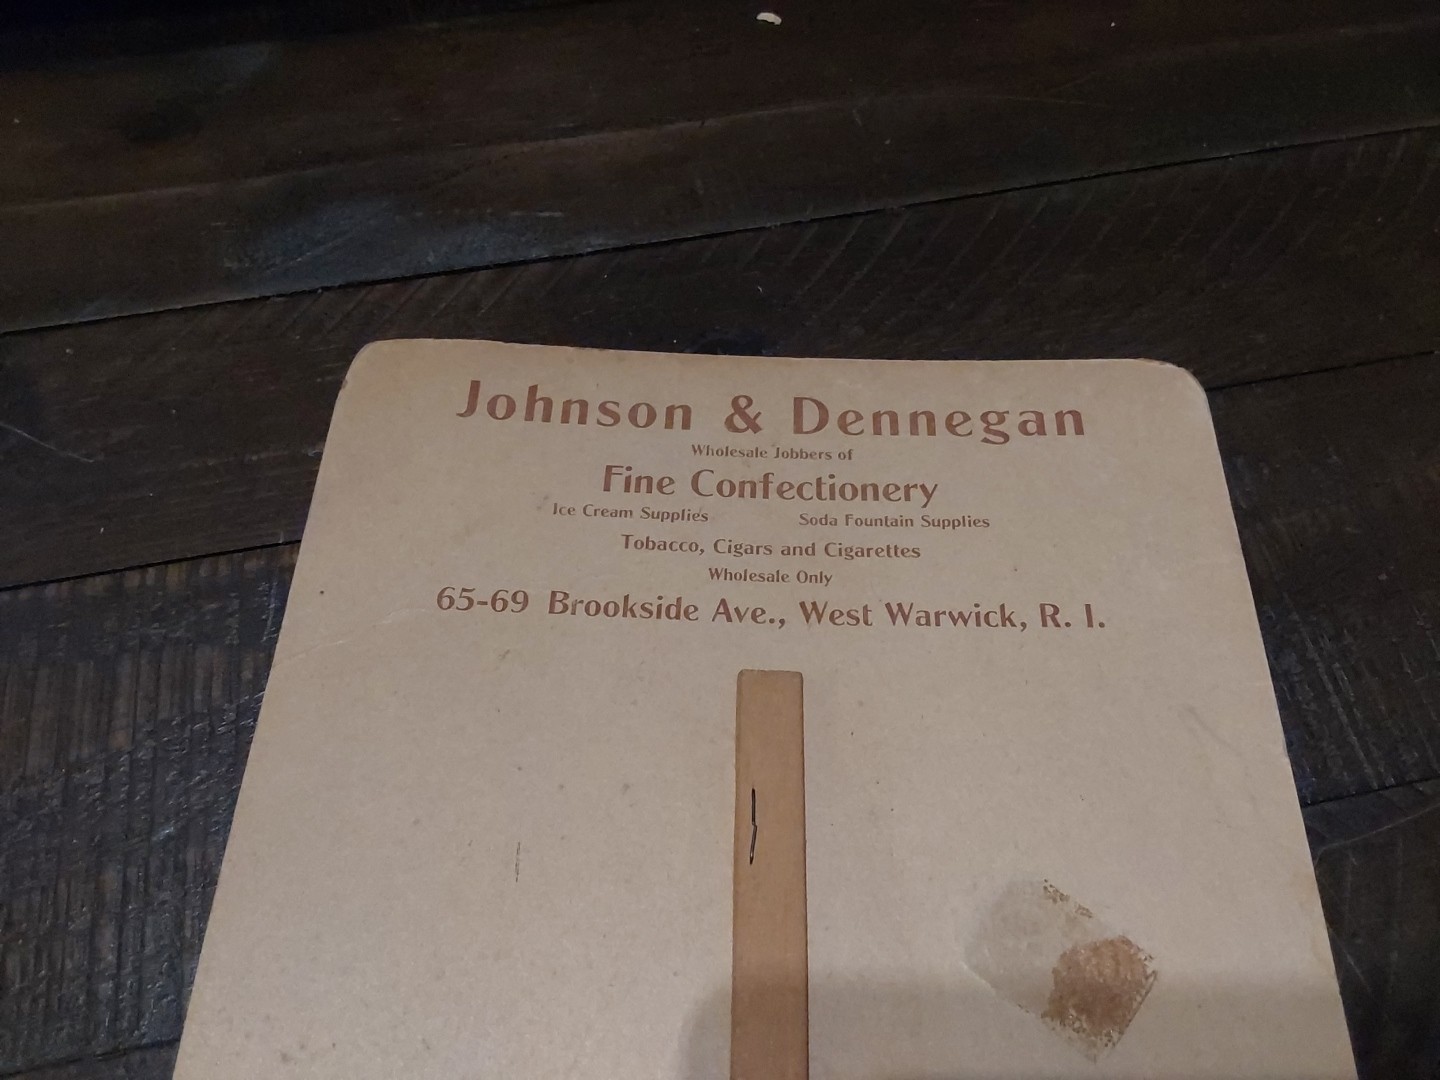 Johnson & Dennegan
Wholesale Jobbers of
Fine Confectionery
Ice Cream Supplies Soda Fountain Supplies
Tobacco, Cigars and Cigarettes
Wholesale Only
65-69 Brookside Ave., West Warwick, R. I.